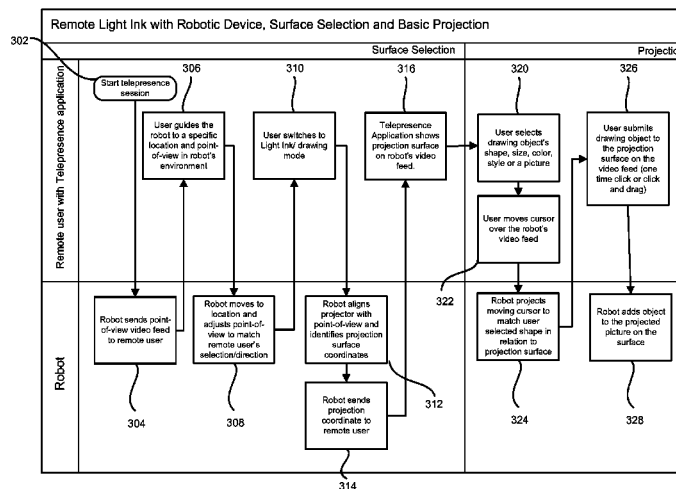 Remote Light Ink with Robotic Device, Surface Selection and Basic Projection
Surface Selection
Projectio
Remote user with Telepresence application
Robot
302
Start telepresence
session
306
User guides the
robot to a specific
location and point-
of-view in robot's
environment
310
User switches to
Light Ink/ drawing
mode
316
Telepresence
Application shows
projection surface
on robot's video
feed.
320
User selects
drawing object's
shape, size, color,
style or a picture
User moves cursor
over the robot's
video feed
322
326
User submits
drawing object to
the projection
surface on the
video feed (one
time click or click
and drag)
Robot sends point-
of-view video feed
to remote user
304
Robot moves to
location and
adjusts point-of-
view to match
remote user's
selection/direction
308
Robot aligns
projector with
point-of-view and
identifies projection
surface coordinates
312
Robot sends
projection
coordinate to
remote user
314
Robot projects
moving cursor to
match user
selected shape in
relation to
projection surface
324
Robot adds object
to the projected
picture on the
surface
328